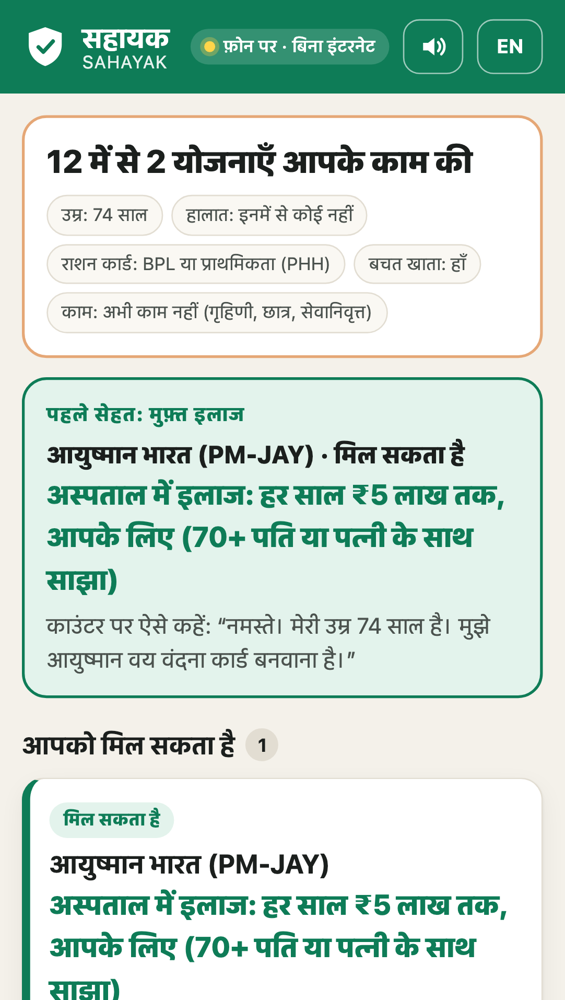 सहायक
SAHAYAK
फ़ोन पर · बिना इंटरनेट
EN
12 में से 2 योजनाएँ आपके काम की
उम्र: 74 साल
हालात: इनमें से कोई नहीं
राशन कार्ड: BPL या प्राथमिकता (PHH)
बचत खाता: हाँ
काम: अभी काम नहीं (गृहिणी, छात्र, सेवानिवृत्त)
पहले सेहत: मुफ़्त इलाज
आयुष्मान भारत (PM-JAY) · मिल सकता है
अस्पताल में इलाज: हर साल ₹5 लाख तक,
आपके लिए (70+ पति या पत्नी के साथ
साझा)
काउंटर पर ऐसे कहें: “नमस्ते। मेरी उम्र 74 साल है। मुझे
आयुष्मान वय वंदना कार्ड बनवाना है।”
आपको मिल सकता है 1
मिल सकता है
आयुष्मान भारत (PM-JAY)
अस्पताल में इलाज: हर साल ₹5 लाख तक,
आपके लिए (70+ पति या पत्नी के साथ
साझा)